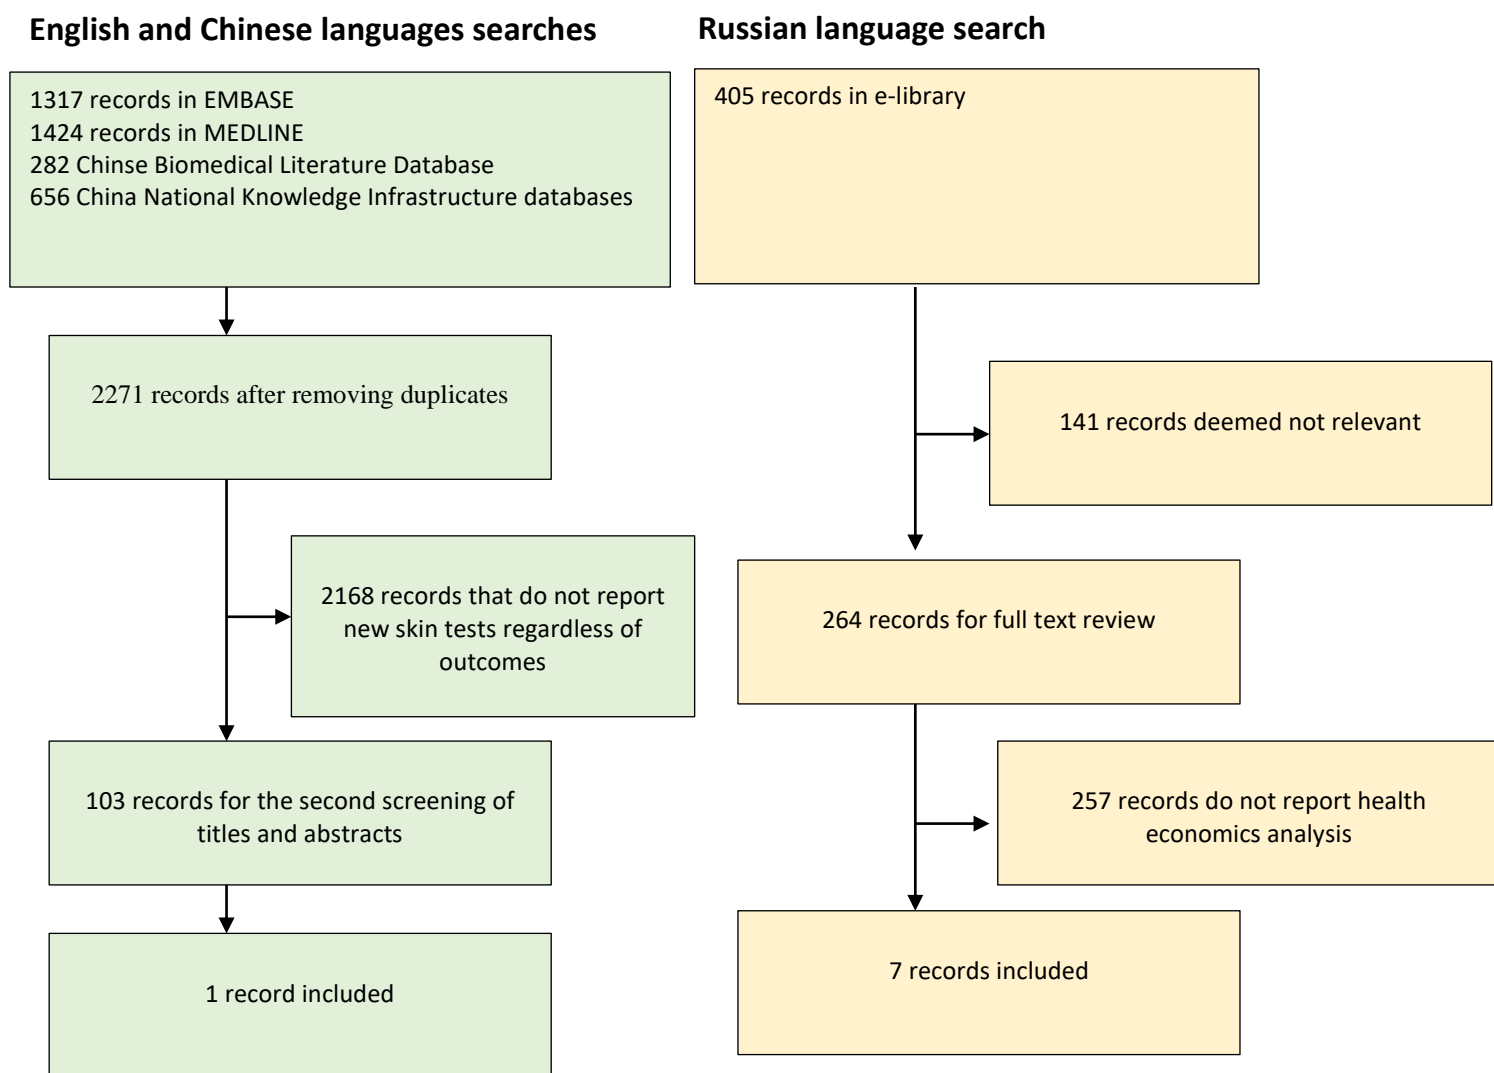 English and Chinese languages searches
1317 records in EMBASE
1424 records in MEDLINE
282 Chinse Biomedical Literature Database
656 China National Knowledge Infrastructure databases
2271 records after removing duplicates
2168 records that do not report
new skin tests regardless of
outcomes
103 records for the second screening of
titles and abstracts
1 record included
Russian language search
405 records in e-library
141 records deemed not relevant
264 records for full text review
257 records do not report health
economics analysis
7 records included